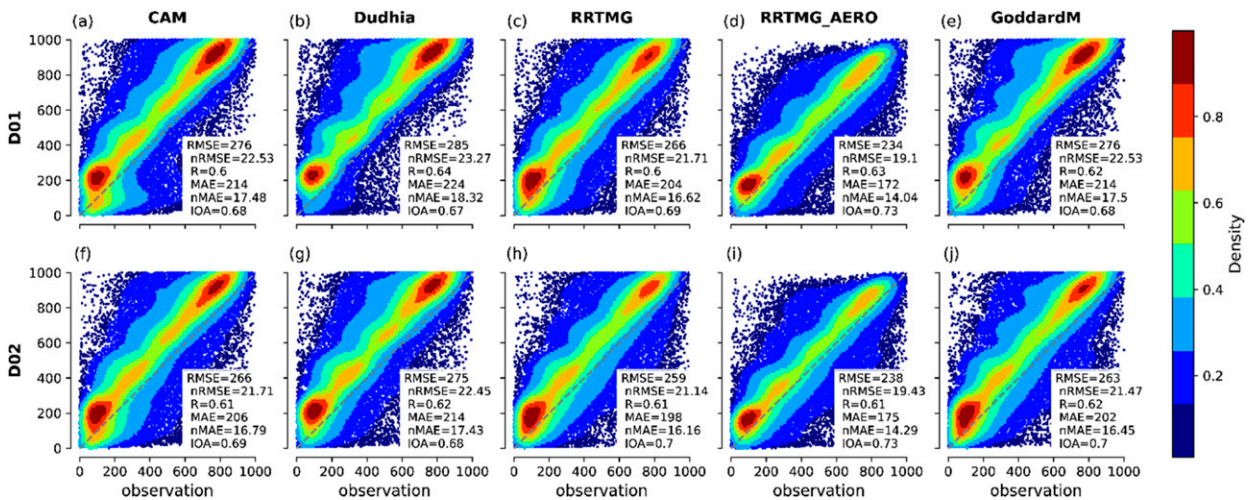 (a) CAM
(b) Dudhia
(c) RRTMG
(d) RRTMG_AERO
(e) GoddardM
D01
1000
800
600
400
200
0
RMSE=276
nRMSE=22.53
R=0.6
MAE=214
nMAE=17.48
IOA=0.68
RMSE=285
nRMSE=23.27
R=0.64
MAE=224
nMAE=18.32
IOA=0.67
RMSE=266
nRMSE=21.71
R=0.6
MAE=204
nMAE=16.62
IOA=0.69
RMSE=234
nRMSE=19.1
R=0.63
MAE=172
nMAE=14.04
IOA=0.73
RMSE=276
nRMSE=22.53
R=0.62
MAE=214
nMAE=17.5
IOA=0.68
(f)
(g)
(h)
(i)
(j)
D02
1000
800
600
400
200
0
RMSE=266
nRMSE=21.71
R=0.61
MAE=206
nMAE=16.79
IOA=0.69
RMSE=275
nRMSE=22.45
R=0.62
MAE=214
nMAE=17.43
IOA=0.68
RMSE=259
nRMSE=21.14
R=0.61
MAE=198
nMAE=16.16
IOA=0.7
RMSE=238
nRMSE=19.43
R=0.61
MAE=175
nMAE=14.29
IOA=0.73
RMSE=263
nRMSE=21.47
R=0.62
MAE=202
nMAE=16.45
IOA=0.7
0 200 400 600 800 1000
0 200 400 600 800 1000
0 200 400 600 800 1000
0 200 400 600 800 1000
0 200 400 600 800 1000
observation
observation
observation
observation
observation
0.8
0.6
0.4
0.2
Density